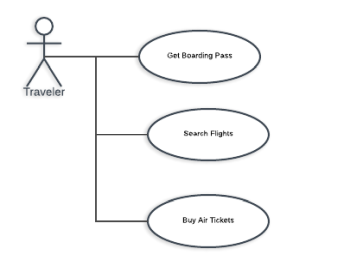 Get Boarding Pass
Traveler
Search Flights
Buy Air Tickets